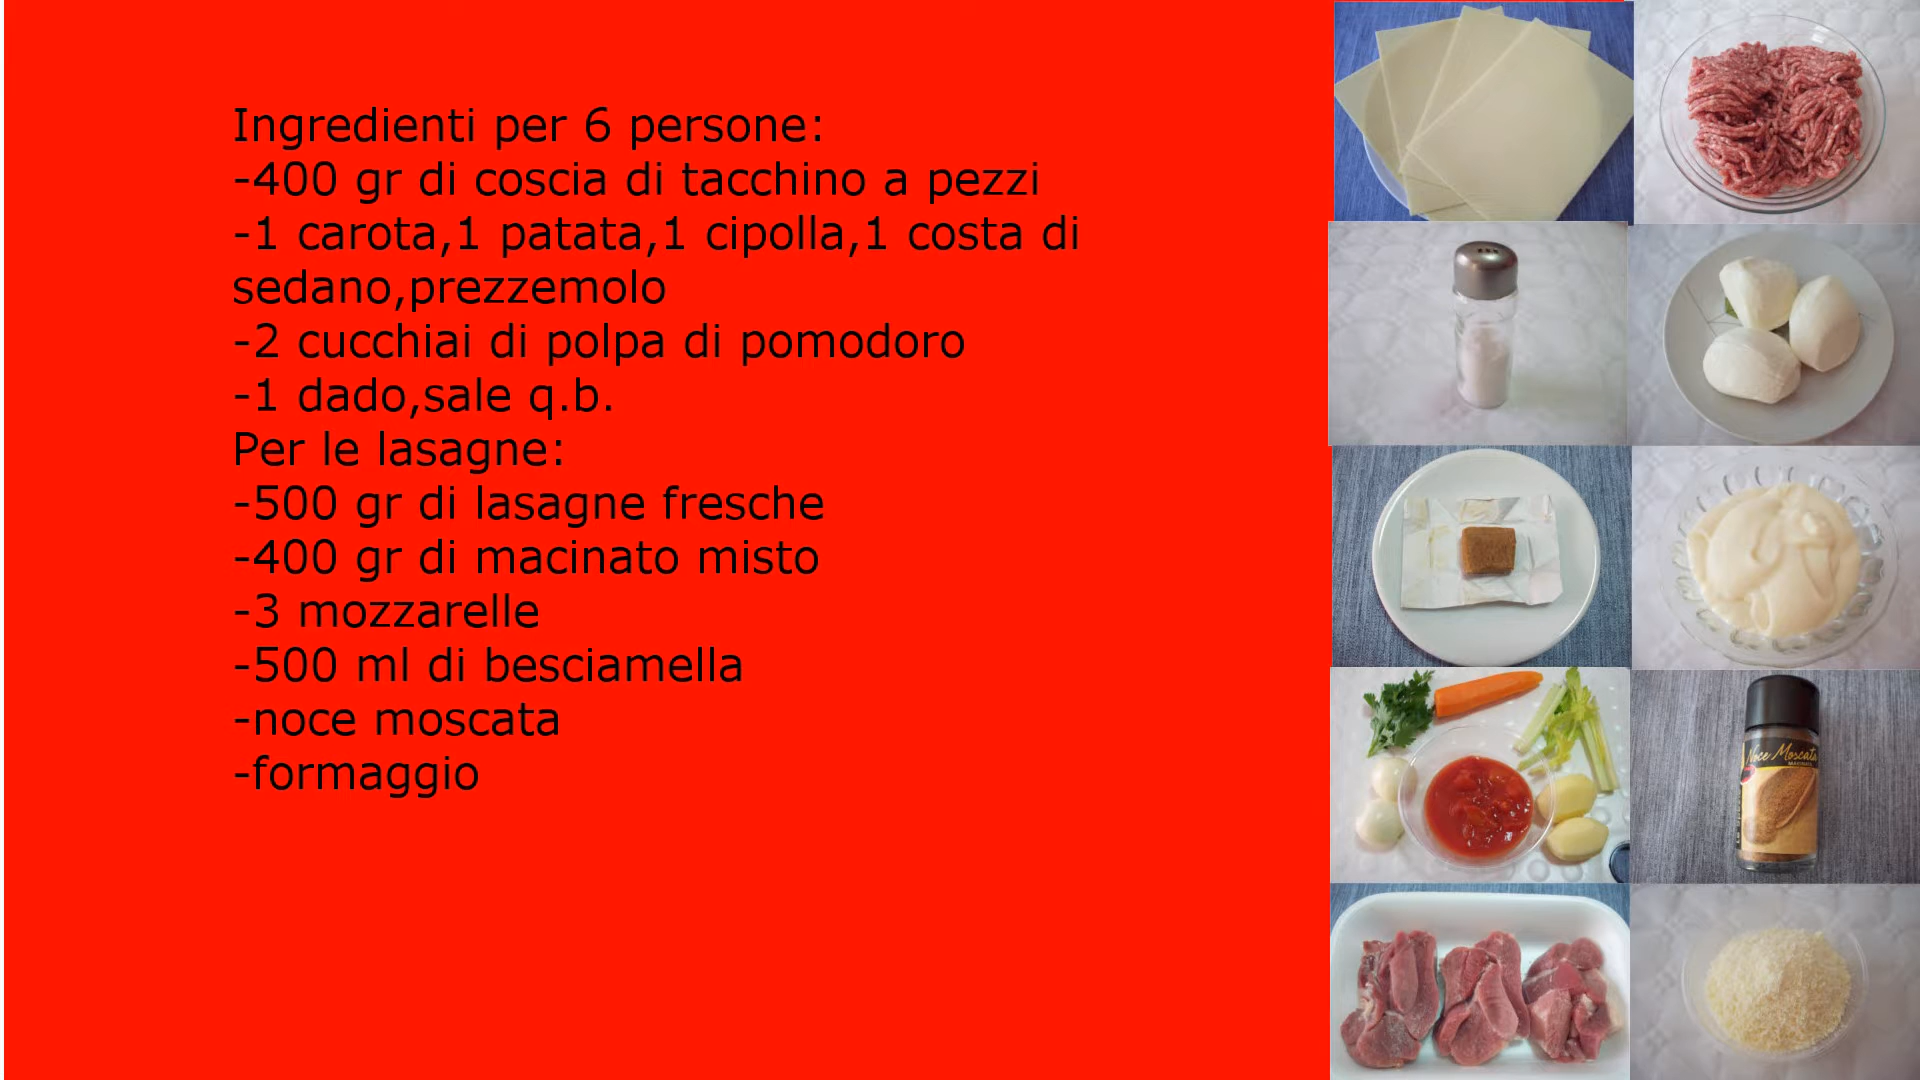 Ingredienti per 6 persone:
-400 gr di coscia di tacchino a pezzi
-1 carota,1 patata,1 cipolla,1 costa di
sedano,prezzemolo
-2 cucchiai di polpa di pomodoro
-1 dado,sale q.b.
Per le lasagne:
-500 gr di lasagne fresche
-400 gr di macinato misto
-3 mozzarelle
-500 ml di besciamella
-noce moscata
-formaggio
Noce Moscata
MACINATA